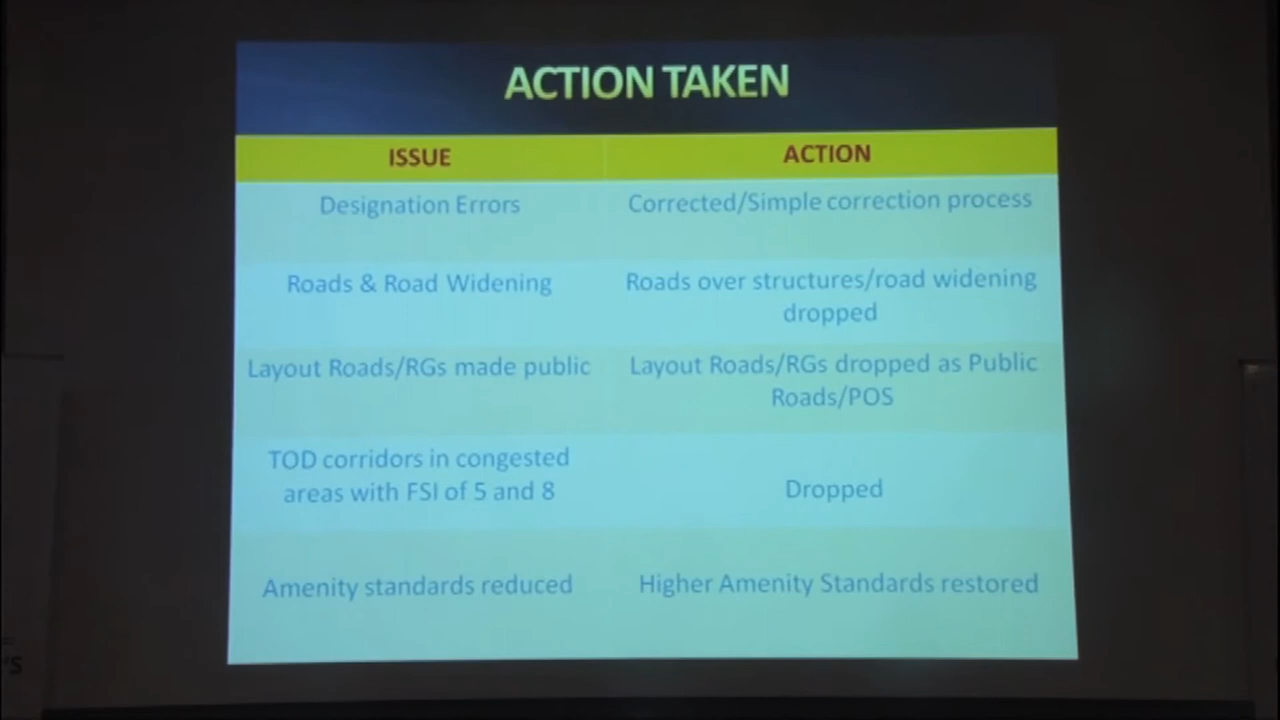 ACTION TAKEN
ISSUE
ACTION
Designation Errors
Corrected/Simple correction process
Roads & Road Widening
Roads over structures/road widening
dropped
Layout Roads/RGs made public
Layout Roads/RGs dropped as Public
Roads/POS
TOD corridors in congested
areas with FSI of 5 and 8
Dropped
Amenity standards reduced
Higher Amenity Standards restored